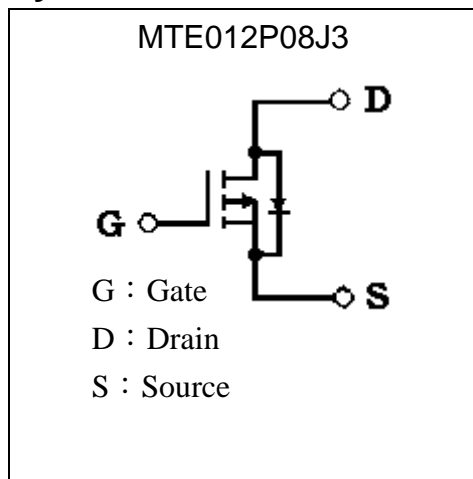 MTE012P08J3
D
G
S
G：Gate
D：Drain
S：Source